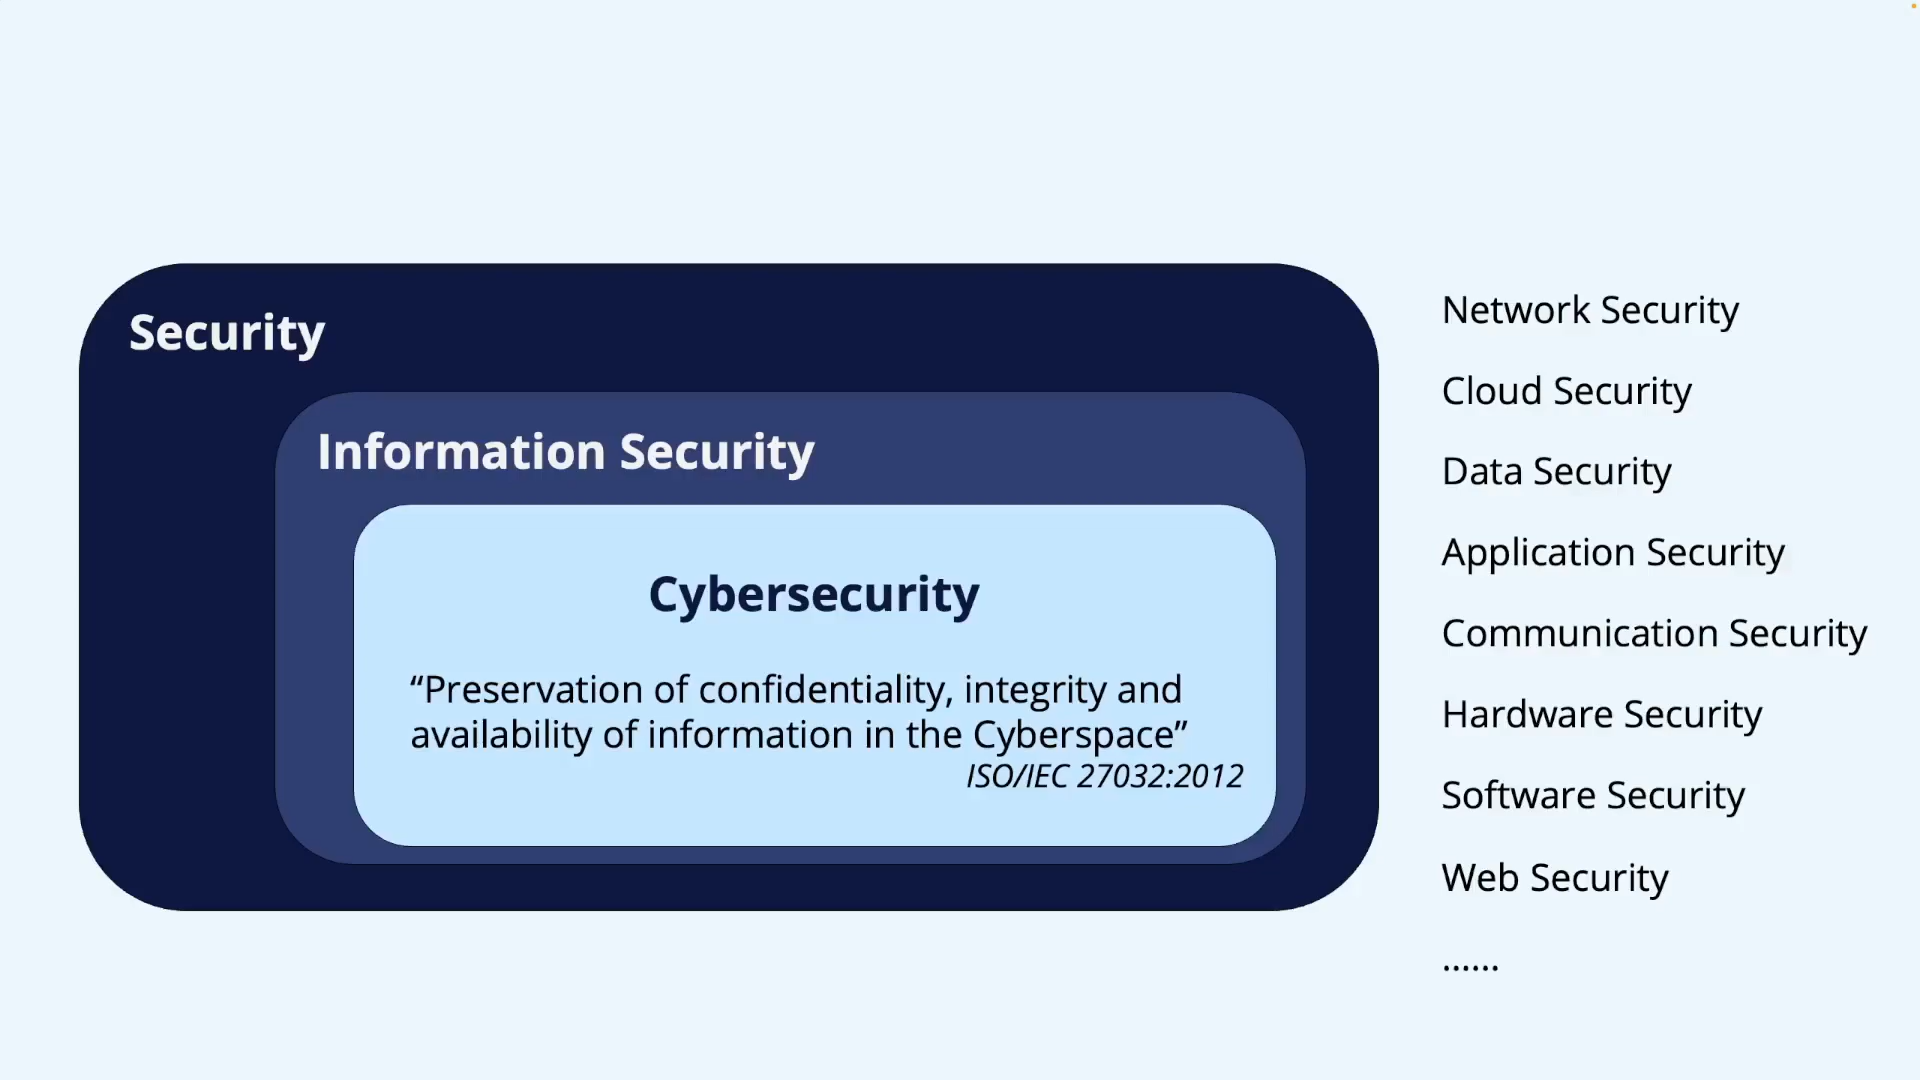 Security
Information Security
Cybersecurity
“Preservation of confidentiality, integrity and
availability of information in the Cyberspace”
ISO/IEC 27032:2012
Network Security
Cloud Security
Data Security
Application Security
Communication Security
Hardware Security
Software Security
Web Security
......